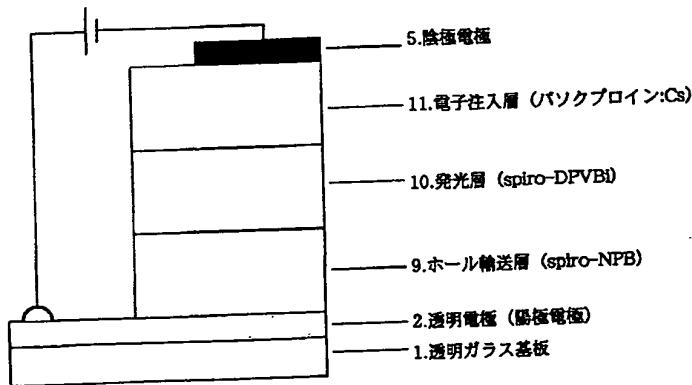 5.陰極電極
11.電子注入層 (バソクプロイン:Cs)
10.発光層 (spiro-DPVBi)
9.ホール輸送層 (spiro-NPB)
2.透明電極 (陽極電極)
1.透明ガラス基板